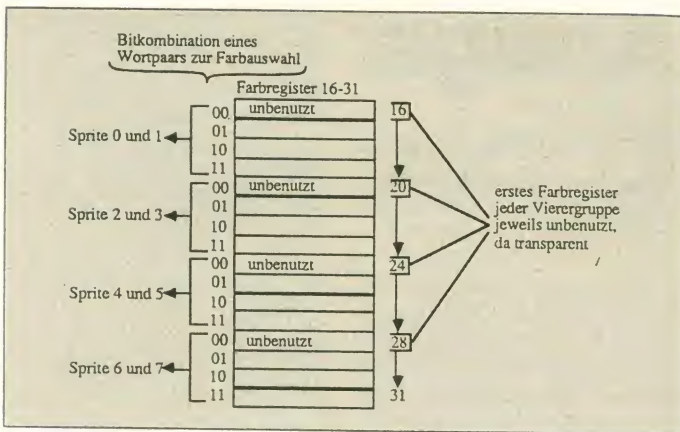 Bitkombination eines
Wortpaars zur Farbauswahl
Farbregister 16-31
00 unbenutzt 16
01
Sprite 0 und 1
10
11
00 unbenutzt 20
01
Sprite 2 und 3
10
11
erstes Farbregister
jeder Vierergruppe
jeweils unbenutzt,
da transparent
00 unbenutzt 24
01
Sprite 4 und 5
10
11
00 unbenutzt 28
01
Sprite 6 und 7
10
11 31